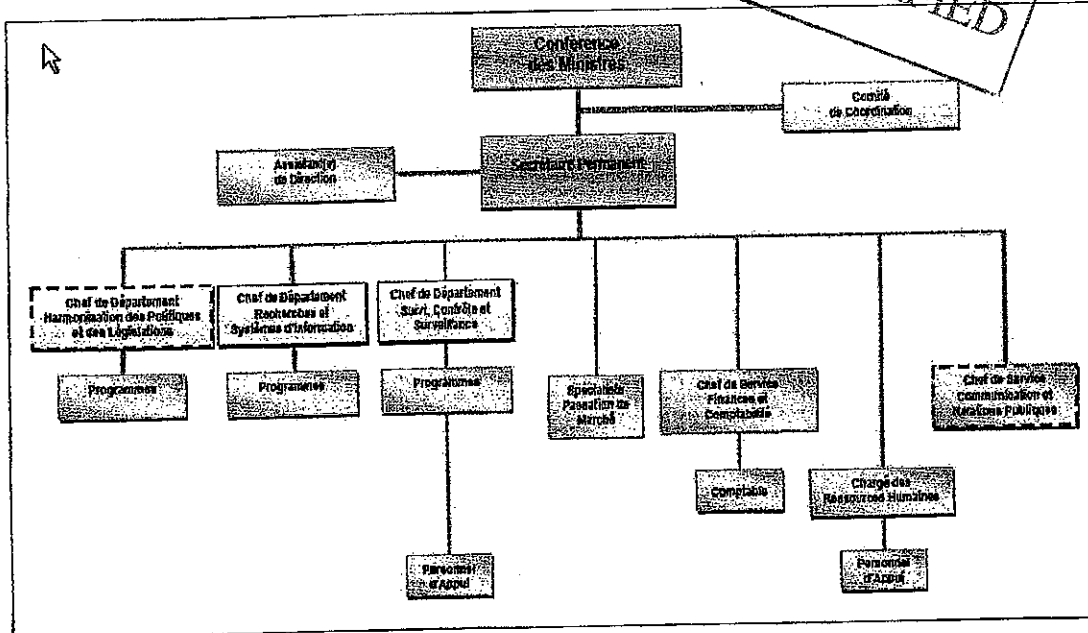 Conférence
des Ministres
Comité
de Coordination
Secrétaire Permanent
Assistant(e)
de Direction
Chef de Département
Harmonisation des Politiques
et des Législations
Chef de Département
Recherches et
Systèmes d'Information
Chef de Département
Suivi, Contrôle et
Surveillance
Programmes
Programmes
Programmes
Spécialiste
Passation de
Marché
Chef de Service
Finances et
Comptabilité
Chef de Service
Communication et
Relations Publiques
Comptable
Chargé des
Ressources Humaines
Personnel
d'Appui
Personnel
d'Appui